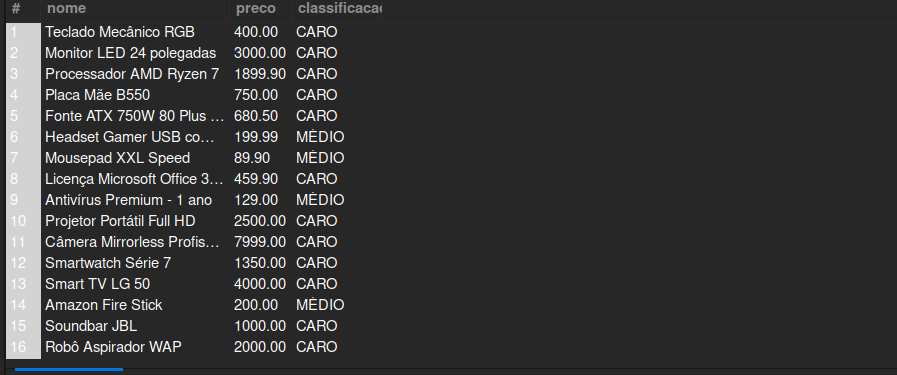 # nome preco classificacao
1 Teclado Mecânico RGB 400.00 CARO
2 Monitor LED 24 polegadas 3000.00 CARO
3 Processador AMD Ryzen 7 1899.90 CARO
4 Placa Mãe B550 750.00 CARO
5 Fonte ATX 750W 80 Plus ... 680.50 CARO
6 Headset Gamer USB co... 199.99 MÉDIO
7 Mousepad XXL Speed 89.90 MÉDIO
8 Licença Microsoft Office 3... 459.90 CARO
9 Antivírus Premium - 1 ano 129.00 MÉDIO
10 Projetor Portátil Full HD 2500.00 CARO
11 Câmera Mirrorless Profis... 7999.00 CARO
12 Smartwatch Série 7 1350.00 CARO
13 Smart TV LG 50 4000.00 CARO
14 Amazon Fire Stick 200.00 MÉDIO
15 Soundbar JBL 1000.00 CARO
16 Robô Aspirador WAP 2000.00 CARO